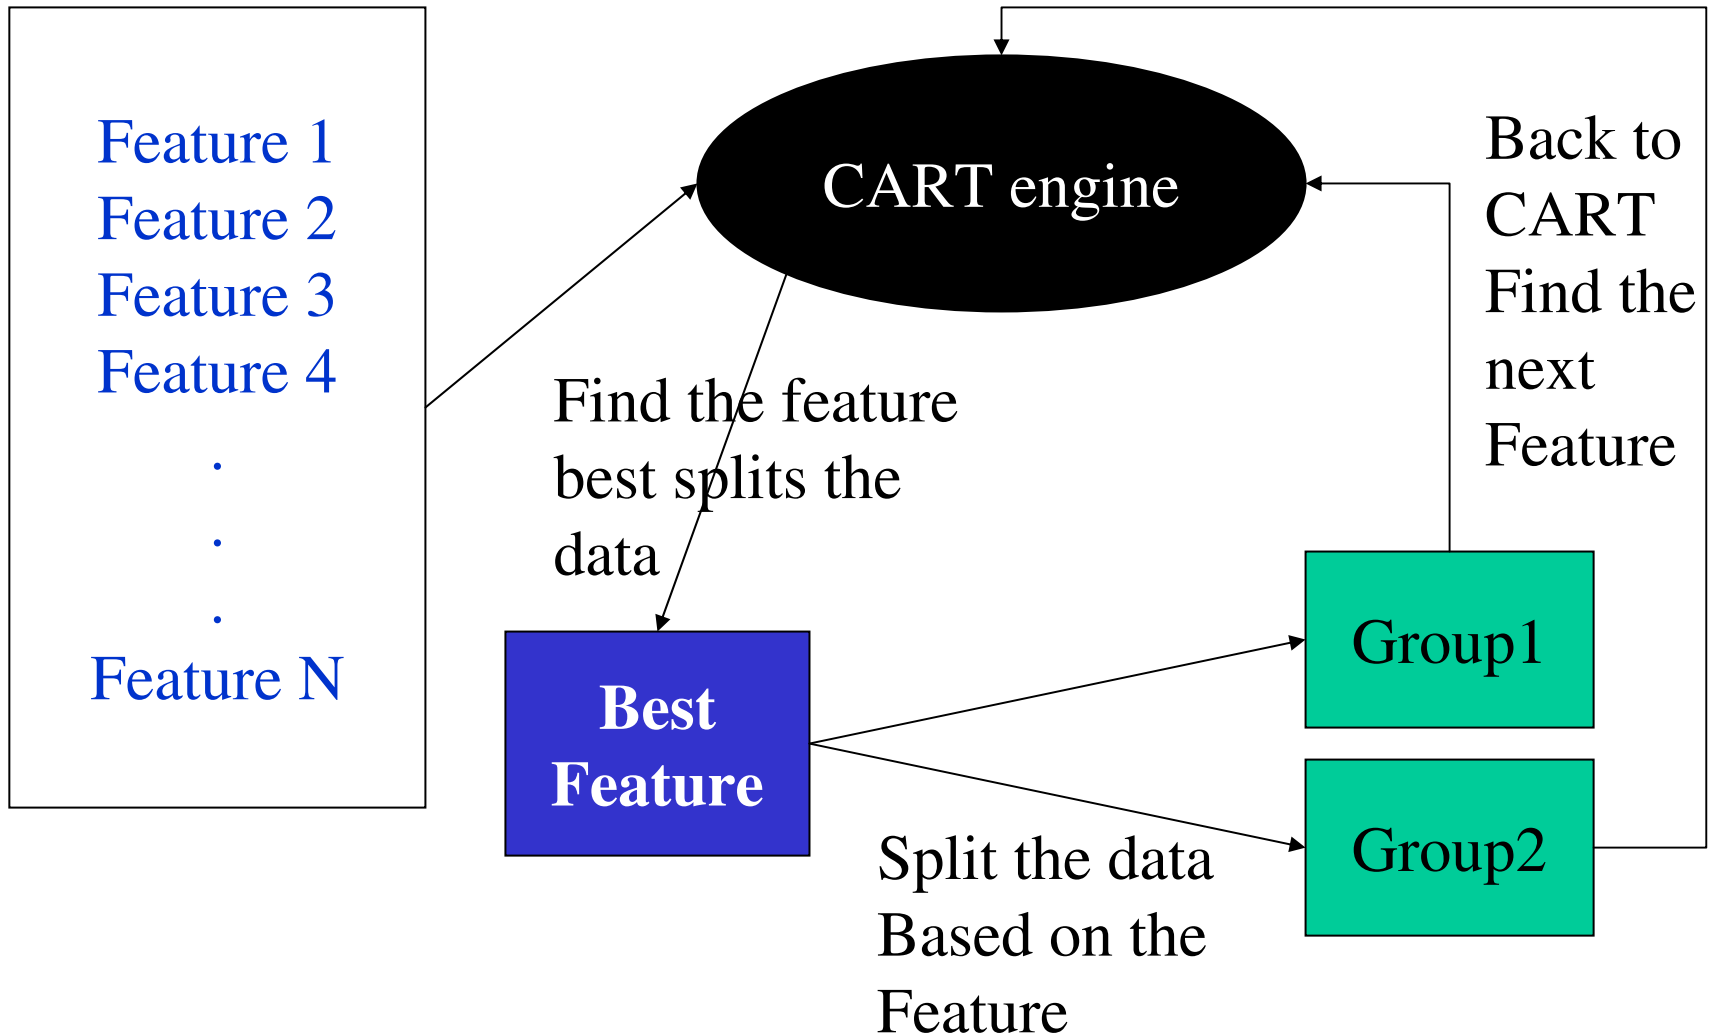 Feature 1
Feature 2
Feature 3
Feature 4
.
.
.
Feature N
CART engine
Find the feature
best splits the
data
Best
Feature
Split the data
Based on the
Feature
Group1
Group2
Back to
CART
Find the
next
Feature